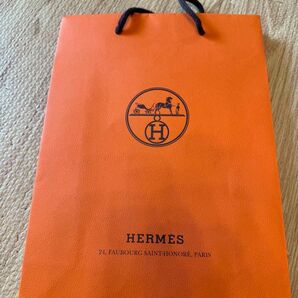 H
HERMÈS
24, FAUBOURG SAINT-HONORÉ, PARIS